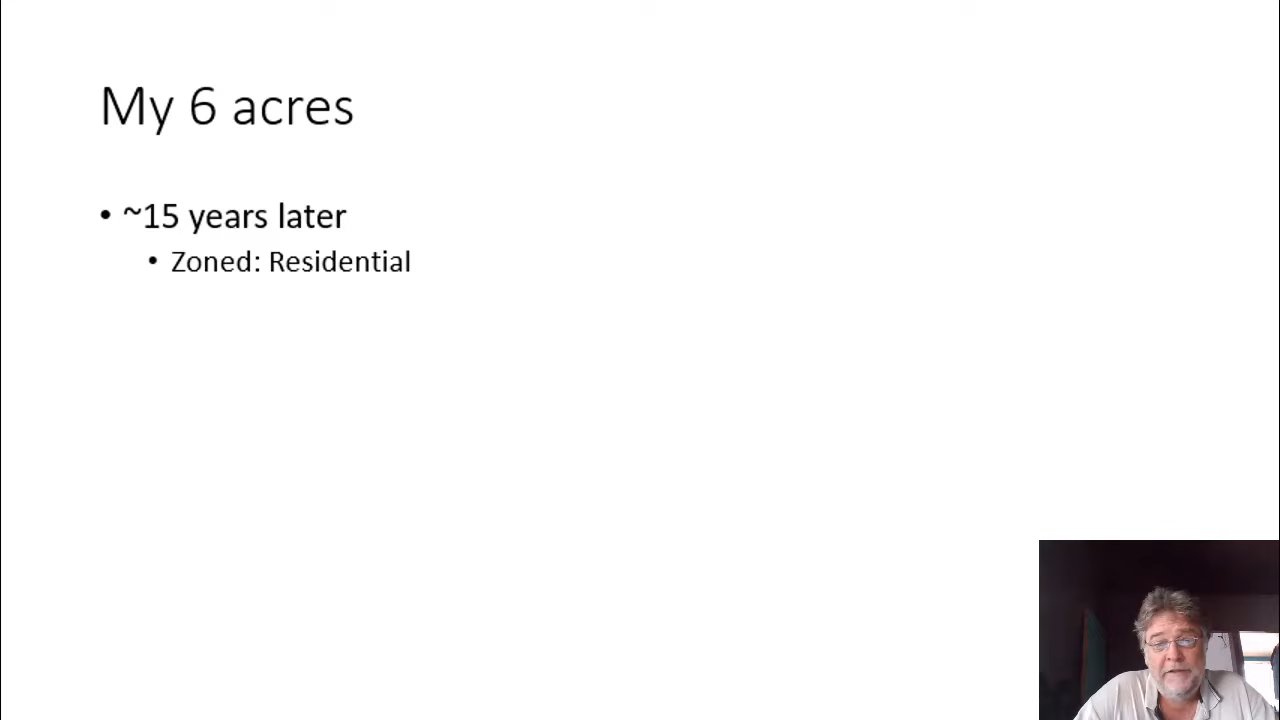 My 6 acres
• ~15 years later
• Zoned: Residential